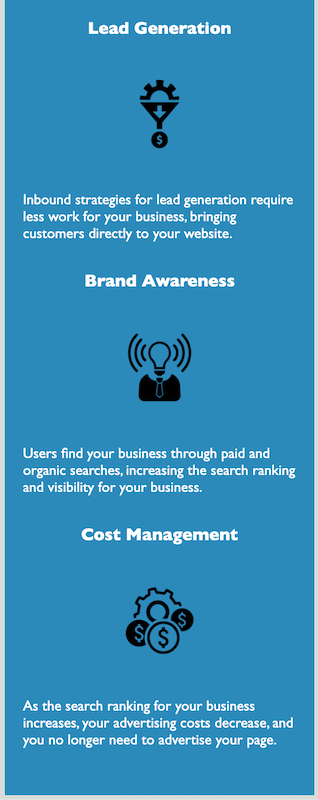 Lead Generation
$
Inbound strategies for lead generation require
less work for your business, bringing
customers directly to your website.
Brand Awareness
Users find your business through paid and
organic searches, increasing the search ranking
and visibility for your business.
Cost Management
$
$
$
As the search ranking for your business
increases, your advertising costs decrease, and
you no longer need to advertise your page.